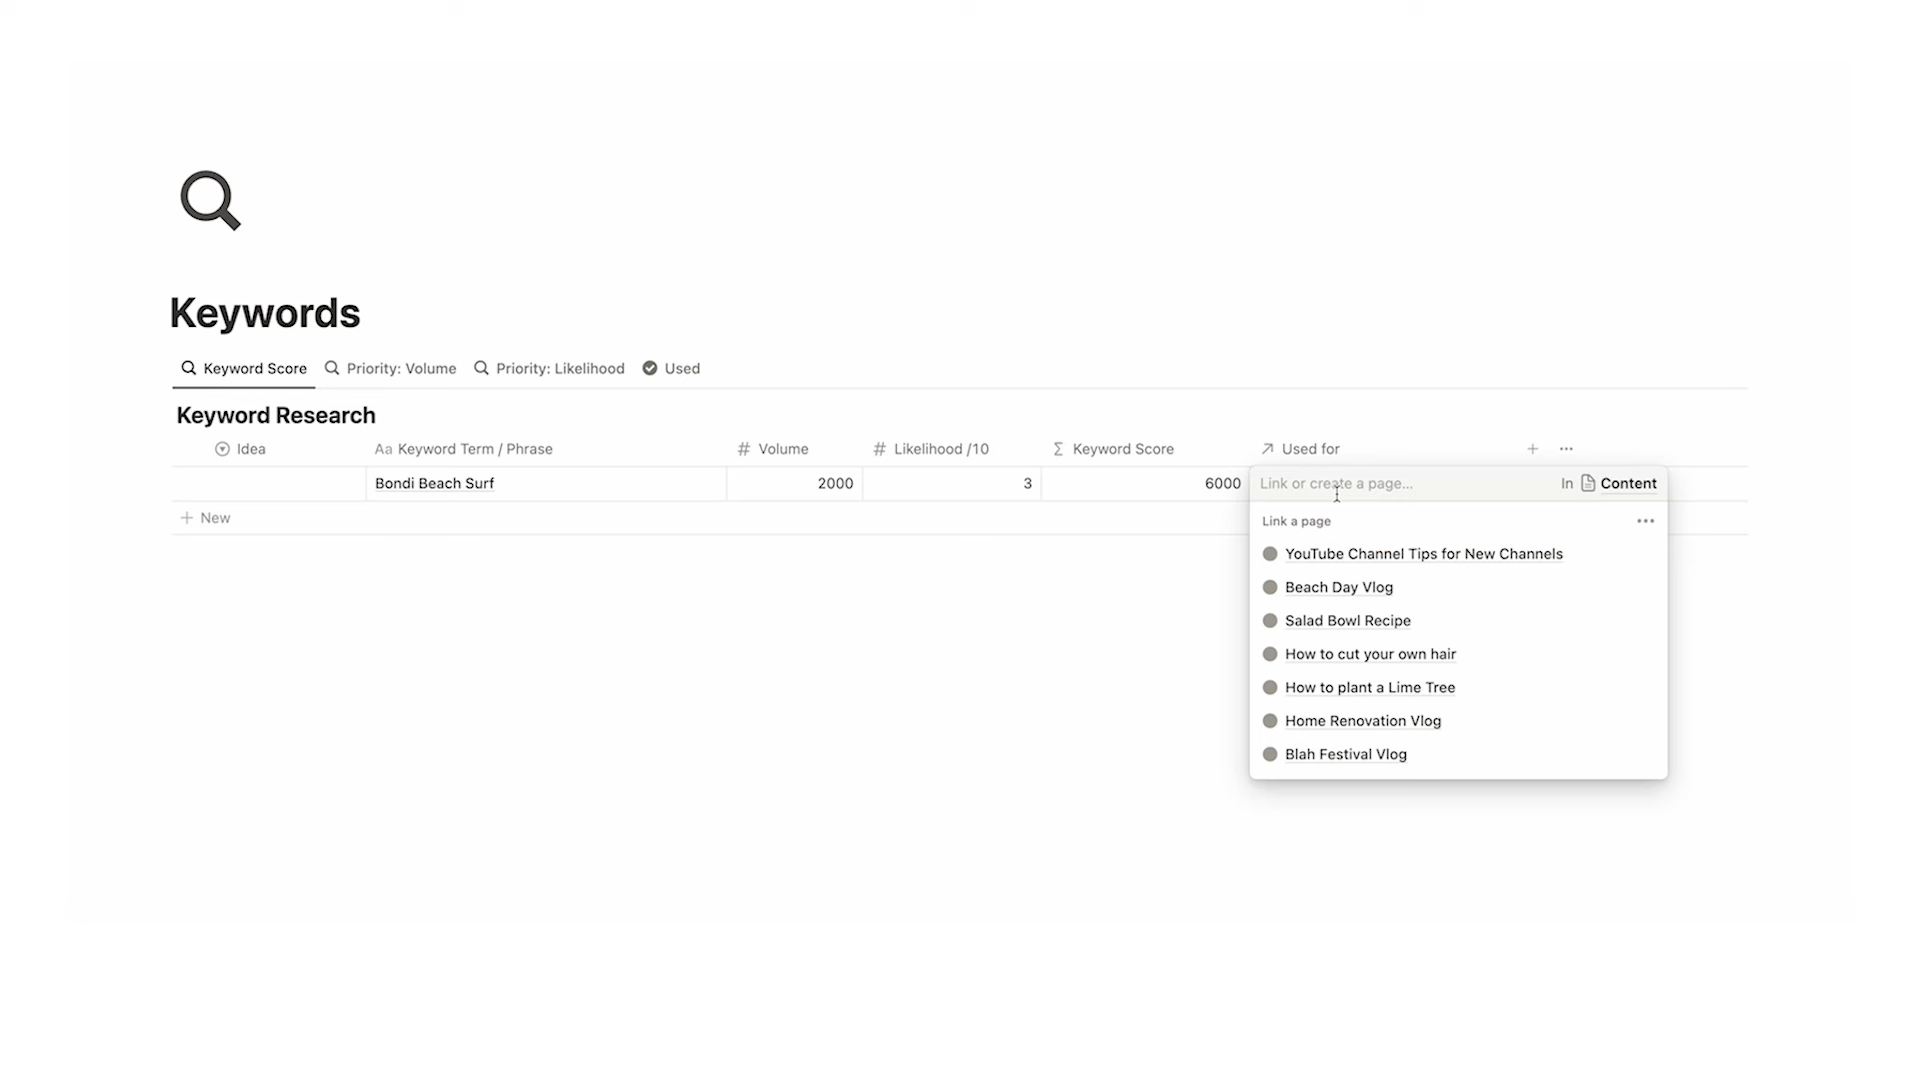 Keywords
Keyword Score Priority: Volume Priority: Likelihood Used
Keyword Research
Idea Aa Keyword Term / Phrase # Volume # Likelihood /10 Σ Keyword Score Used for
Bondi Beach Surf 2000 3 6000 Link or create a page... In Content
New
Link a page
YouTube Channel Tips for New Channels
Beach Day Vlog
Salad Bowl Recipe
How to cut your own hair
How to plant a Lime Tree
Home Renovation Vlog
Blah Festival Vlog